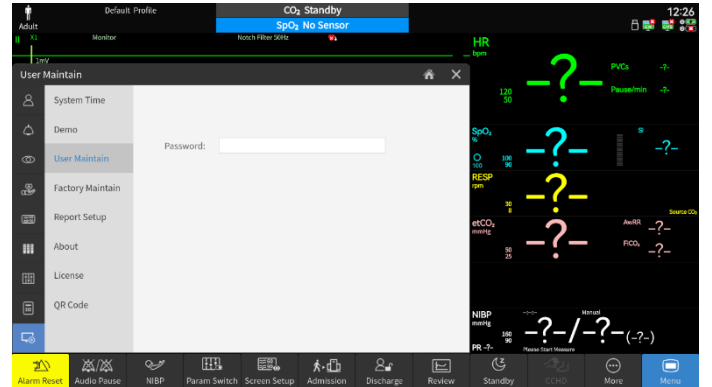 Default Profile
CO₂ Standby
12:26
Adult
SpO₂ No Sensor
II X1
Monitor
Notch Filter 50Hz
1mV
User Maintain
System Time
Demo
User Maintain
Factory Maintain
Report Setup
About
License
QR Code
Password:
HR
bpm
120
50
-?-
PVCs -?-
Pause/min -?-
SpO₂
%
100
90
-?-
SI
-?-
RESP
rpm
30
8
-?-
Source CO₂
etCO₂
mmHg
50
25
-?-
AwRR -?-
FiCO₂ -?-
NIBP
mmHg
160
90
--:--
Manual
-?-/-?-(-?-)
PR -?-
Please Start Measure
Alarm Reset
Audio Pause
NIBP
Param Switch
Screen Setup
Admission
Discharge
Review
Standby
CCHD
More
Menu